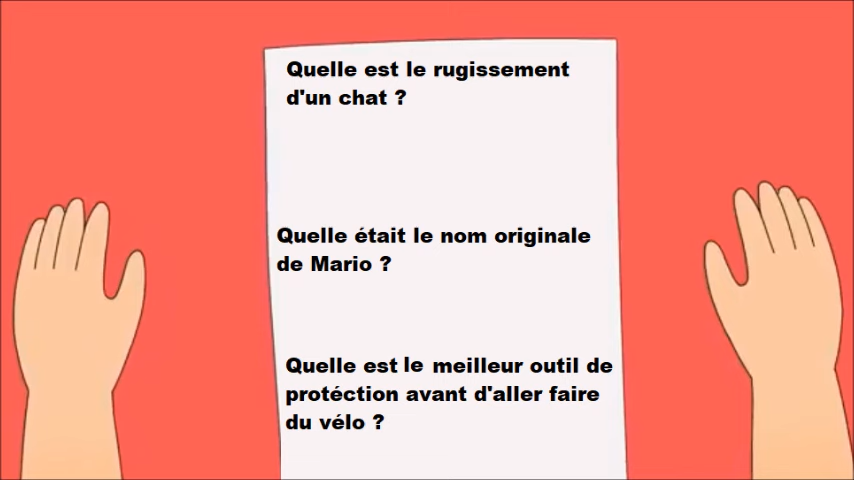 Quelle est le rugissement
d'un chat ?
Quelle était le nom originale
de Mario ?
Quelle est le meilleur outil de
protéction avant d'aller faire
du vélo ?